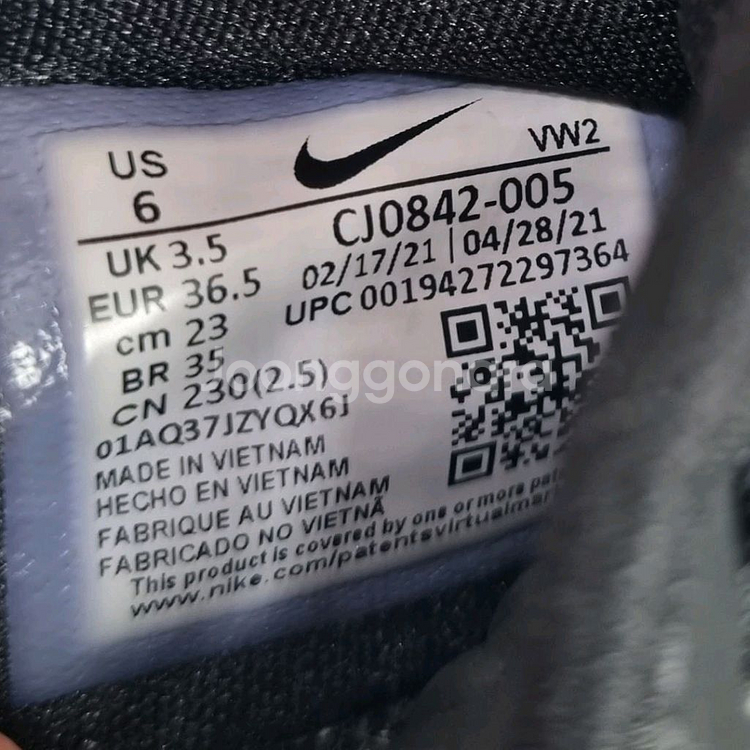 US
6
VW2
CJ0842-005
02/17/21 | 04/28/21
UPC 00194272297364
UK 3.5
EUR 36.5
cm 23
BR 35
CN 230(2.5)
01AQ37JZYQX6J
MADE IN VIETNAM
HECHO EN VIETNAM
FABRIQUE AU VIETNAM
FABRICADO NO VIETNÃ
This product is covered by one or more
www.nike.com/patentsvirtualmar
joonggonara